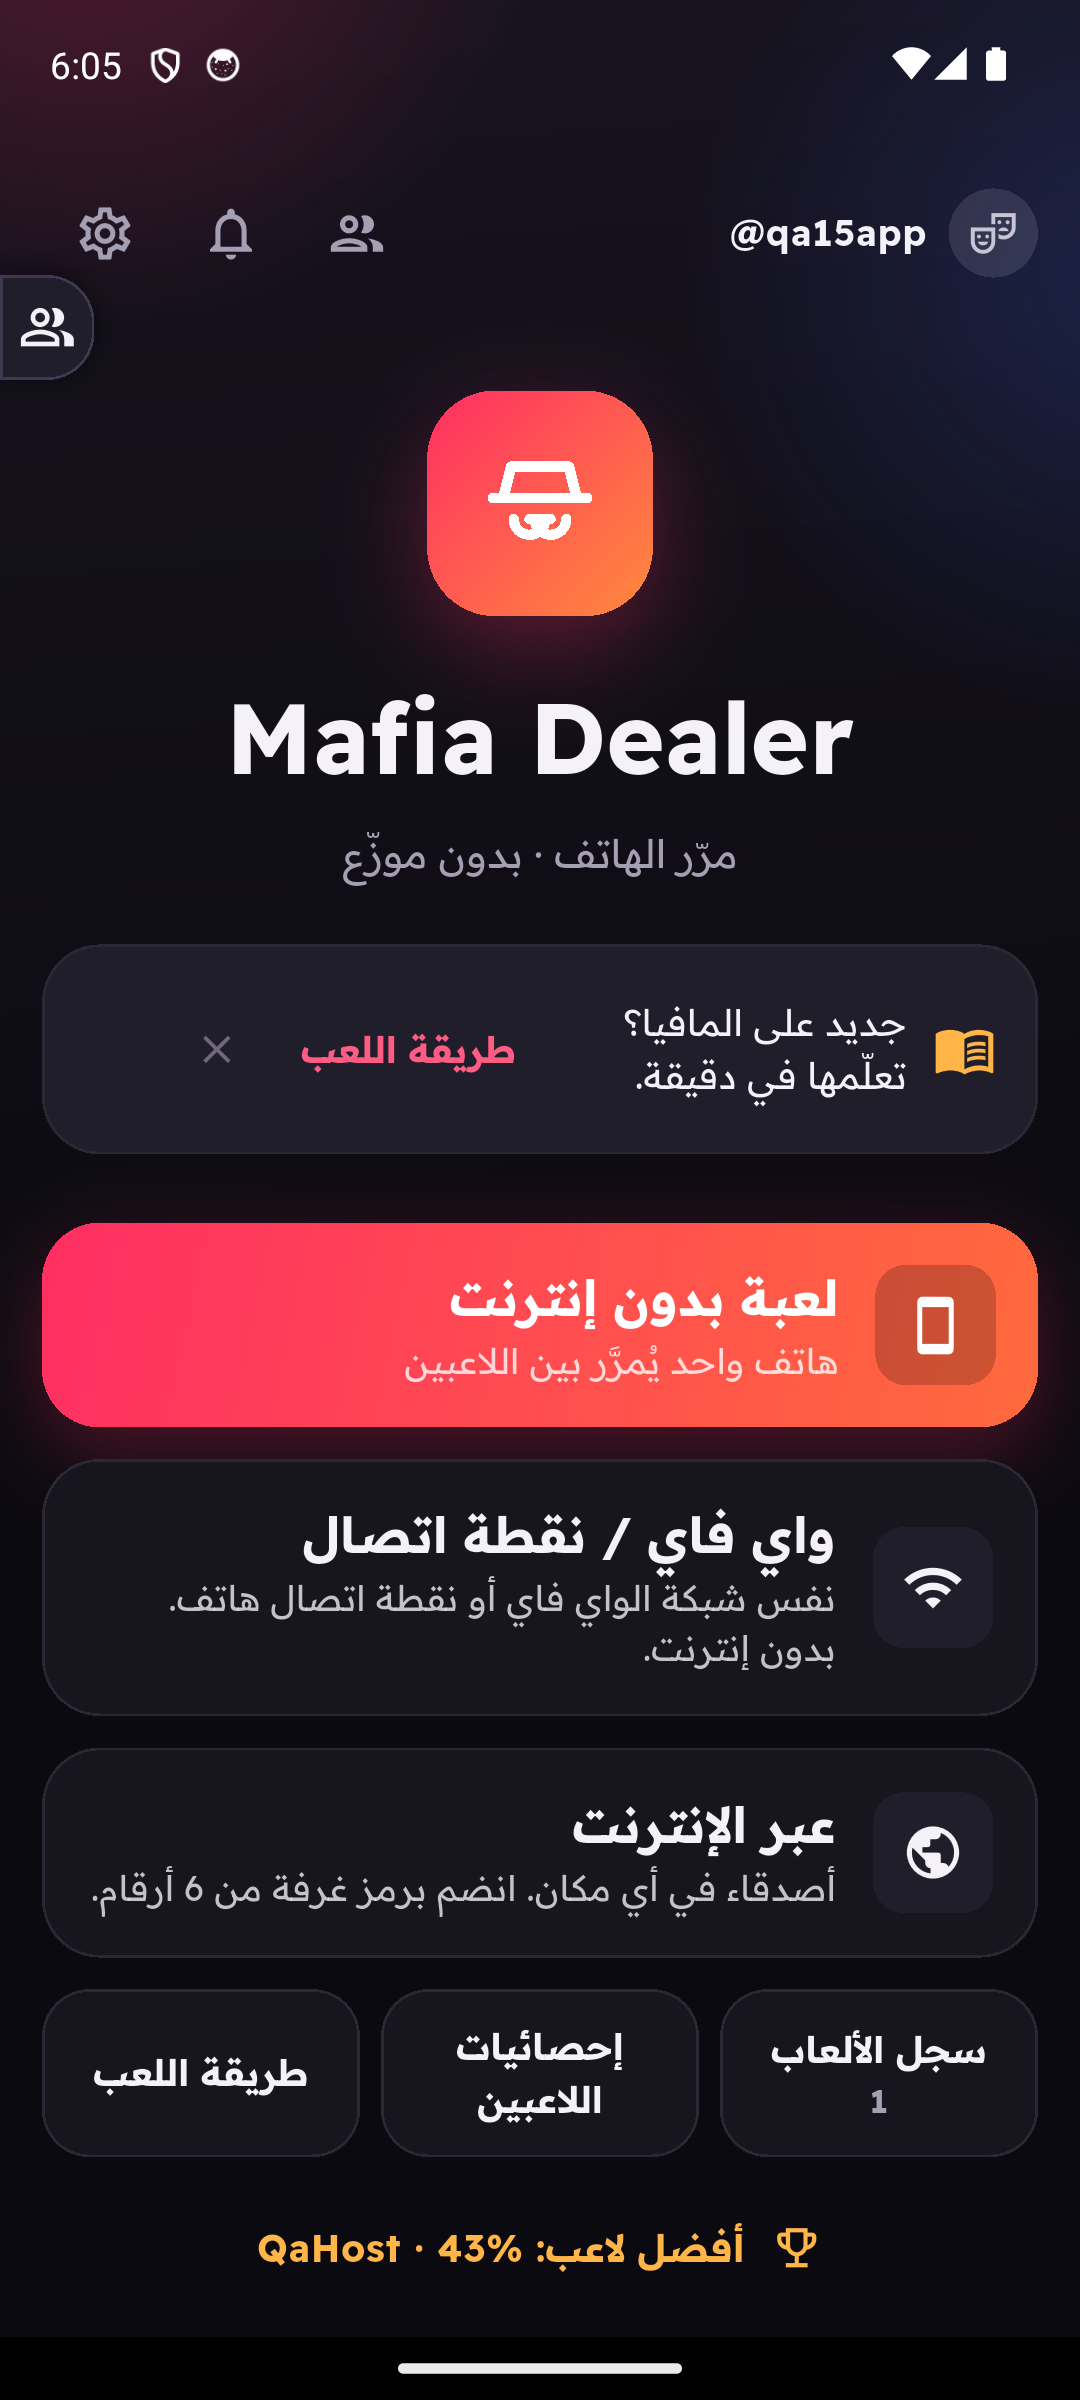 6:05
@qa15app
Mafia Dealer
مرّر الهاتف · بدون موزّع
جديد على المافيا؟
تعلّمها في دقيقة.
طريقة اللعب
لعبة بدون إنترنت
هاتف واحد يُمرَّر بين اللاعبين
واي فاي / نقطة اتصال
نفس شبكة الواي فاي أو نقطة اتصال هاتف.
بدون إنترنت.
عبر الإنترنت
أصدقاء في أي مكان. انضم برمز غرفة من 6 أرقام.
سجل الألعاب
1
إحصائيات
اللاعبين
طريقة اللعب
أفضل لاعب: QaHost · 43%